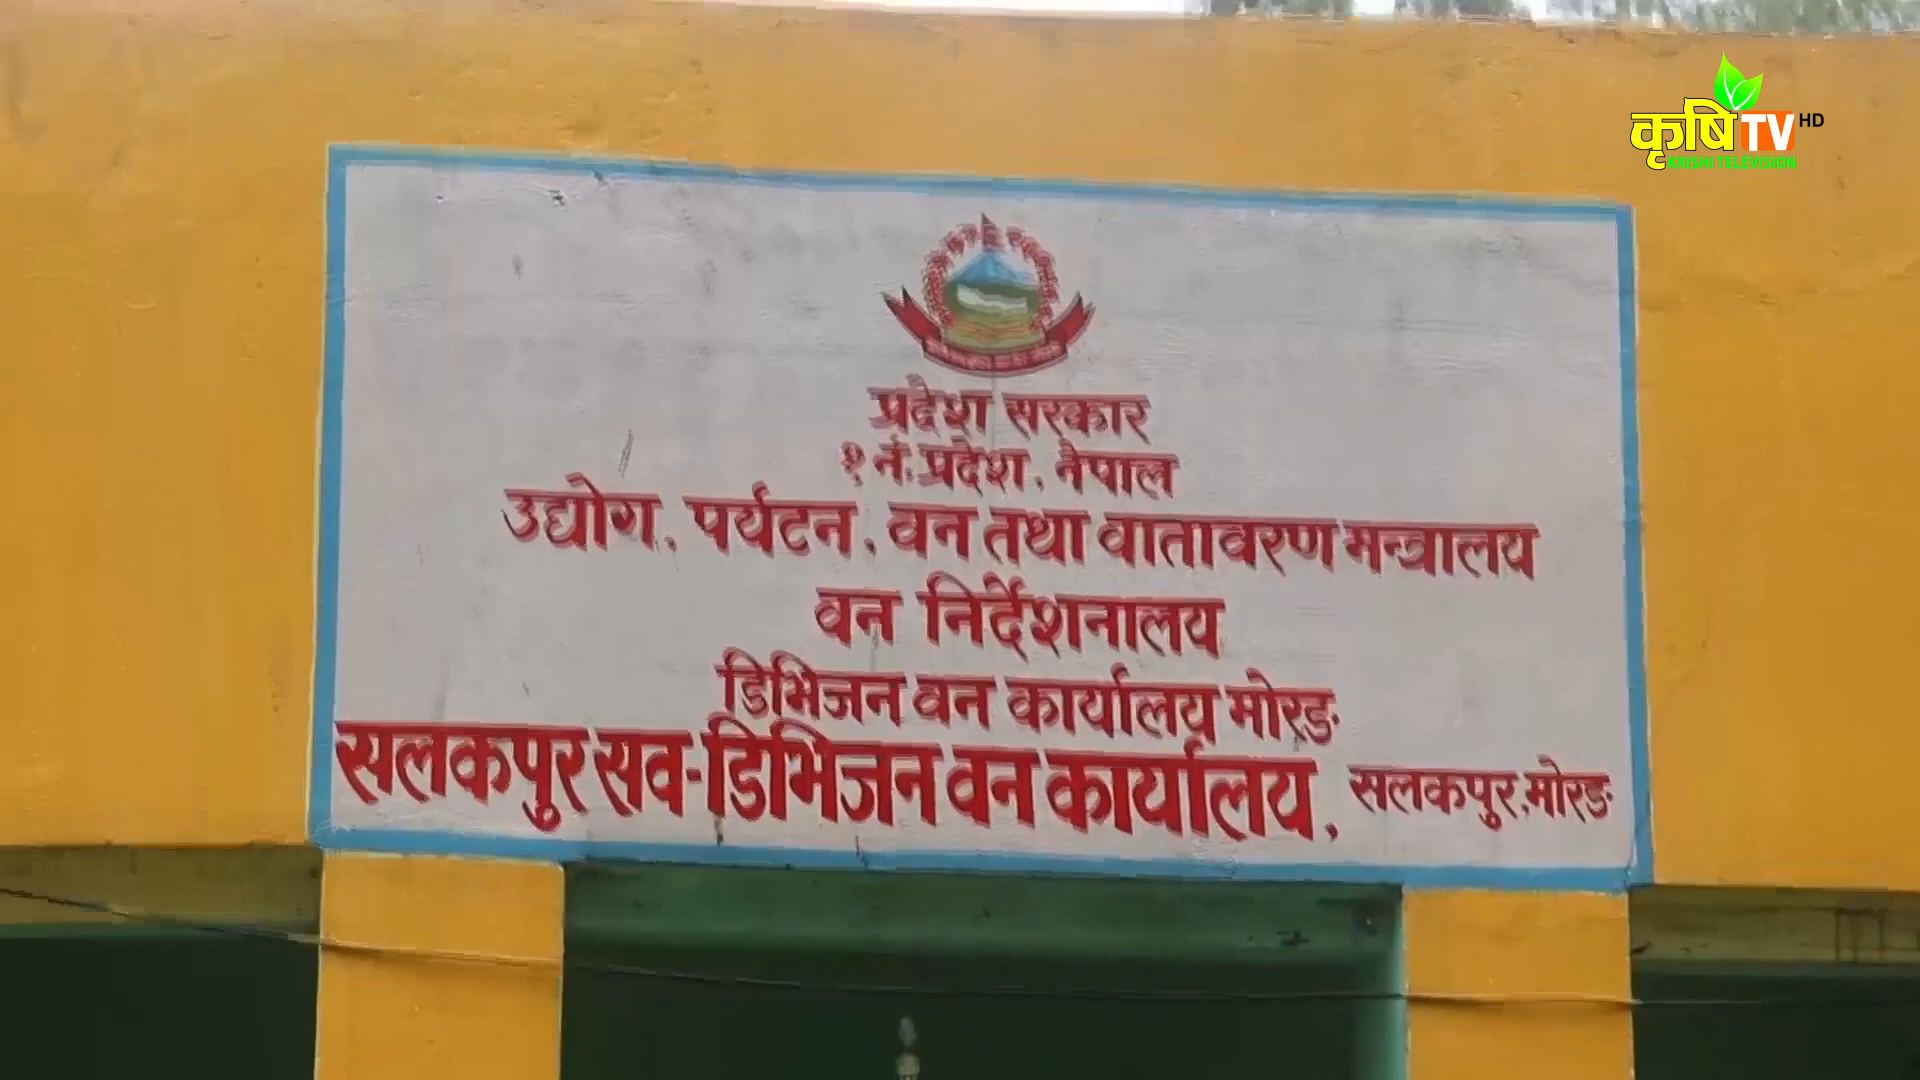 कृषि TV HD
KRISHI TELEVISION
प्रदेश सरकार
१ नं. प्रदेश, नेपाल
उद्योग, पर्यटन, वन तथा वातावरण मन्त्रालय
वन निर्देशनालय
डिभिजन वन कार्यालय मोरङ
सलकपुर सव-डिभिजन वन कार्यालय, सलकपुर, मोरङ